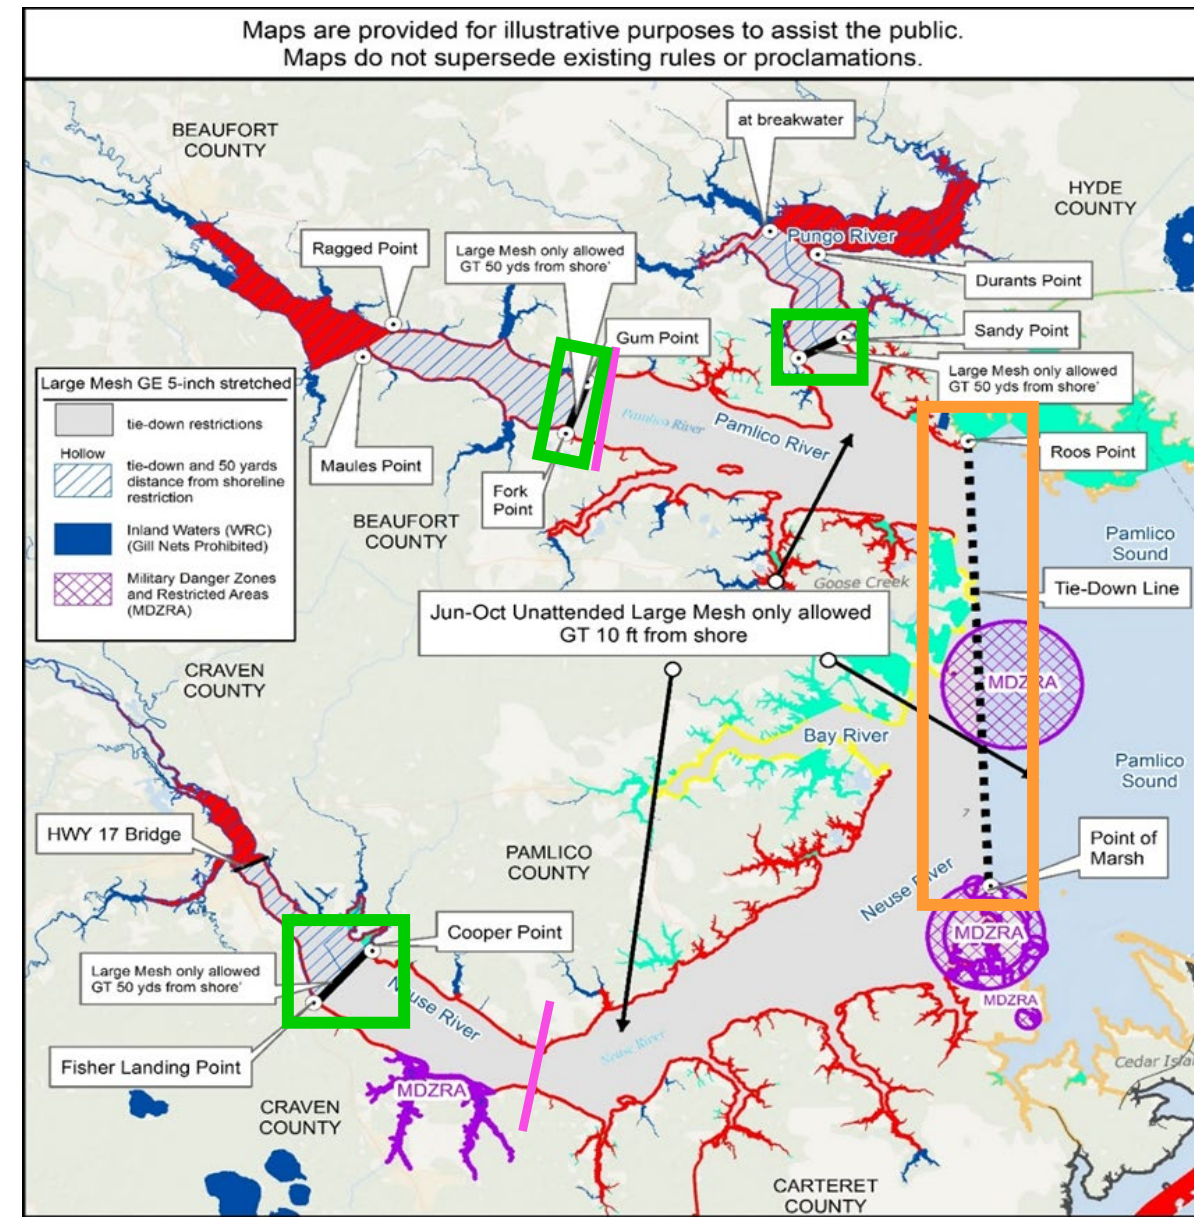 Maps are provided for illustrative purposes to assist the public.
Maps do not supersede existing rules or proclamations.
BEAUFORT
COUNTY
at breakwater
HYDE
COUNTY
Ragged Point
Large Mesh only allowed
GT 50 yds from shore'
Pungo River
Durants Point
Gum Point
Sandy Point
Large Mesh only allowed
GT 50 yds from shore'
Large Mesh GE 5-inch stretched
tie-down restrictions
Hollow
tie-down and 50 yards
distance from shoreline
restriction
Inland Waters (WRC)
(Gill Nets Prohibited)
Military Danger Zones
and Restricted Areas
(MDZRA)
Maules Point
Fork
Point
Pamlico River
Pamlico River
Roos Point
BEAUFORT
COUNTY
Pamlico
Sound
Goose Creek
Tie-Down Line
Jun-Oct Unattended Large Mesh only allowed
GT 10 ft from shore
CRAVEN
COUNTY
MDZRA
Bay River
Pamlico
Sound
7
HWY 17 Bridge
PAMLICO
COUNTY
Point of
Marsh
Neuse River
Cooper Point
MDZRA
Large Mesh only allowed
GT 50 yds from shore'
Neuse River
MDZRA
Neuse River
Fisher Landing Point
Cedar Isla
MDZRA
CRAVEN
COUNTY
CARTERET
COUNTY